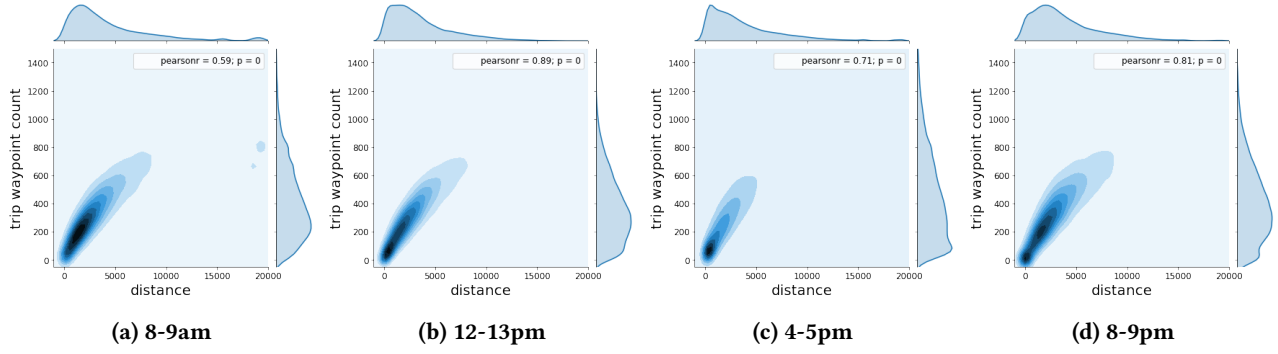 pearsonr = 0.59; p = 0
1400
1200
1000
800
600
400
200
0
trip waypoint count
0 5000 10000 15000 20000
distance
(a) 8-9am
pearsonr = 0.89; p = 0
1400
1200
1000
800
600
400
200
0
trip waypoint count
0 5000 10000 15000 20000
distance
(b) 12-13pm
pearsonr = 0.71; p = 0
1400
1200
1000
800
600
400
200
0
trip waypoint count
0 5000 10000 15000 20000
distance
(c) 4-5pm
pearsonr = 0.81; p = 0
1400
1200
1000
800
600
400
200
0
trip waypoint count
0 5000 10000 15000 20000
distance
(d) 8-9pm